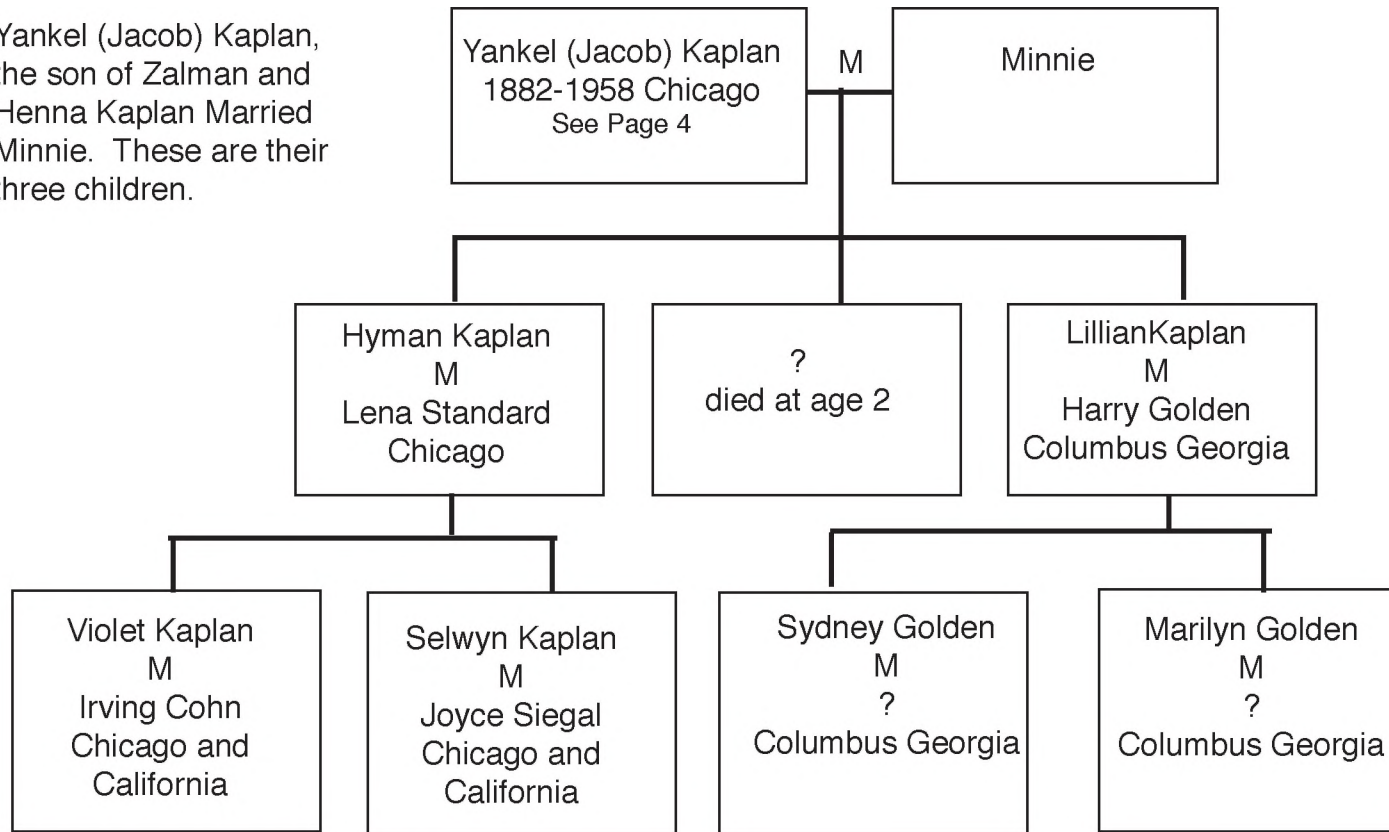 Yankel (Jacob) Kaplan,
the son of Zalman and
Henna Kaplan Married
Minnie. These are their
three children.
Yankel (Jacob) Kaplan
1882-1958 Chicago
See Page 4
M
Minnie
Hyman Kaplan
M
Lena Standard
Chicago
?
died at age 2
LillianKaplan
M
Harry Golden
Columbus Georgia
Violet Kaplan
M
Irving Cohn
Chicago and
California
Selwyn Kaplan
M
Joyce Siegal
Chicago and
California
Sydney Golden
M
?
Columbus Georgia
Marilyn Golden
M
?
Columbus Georgia